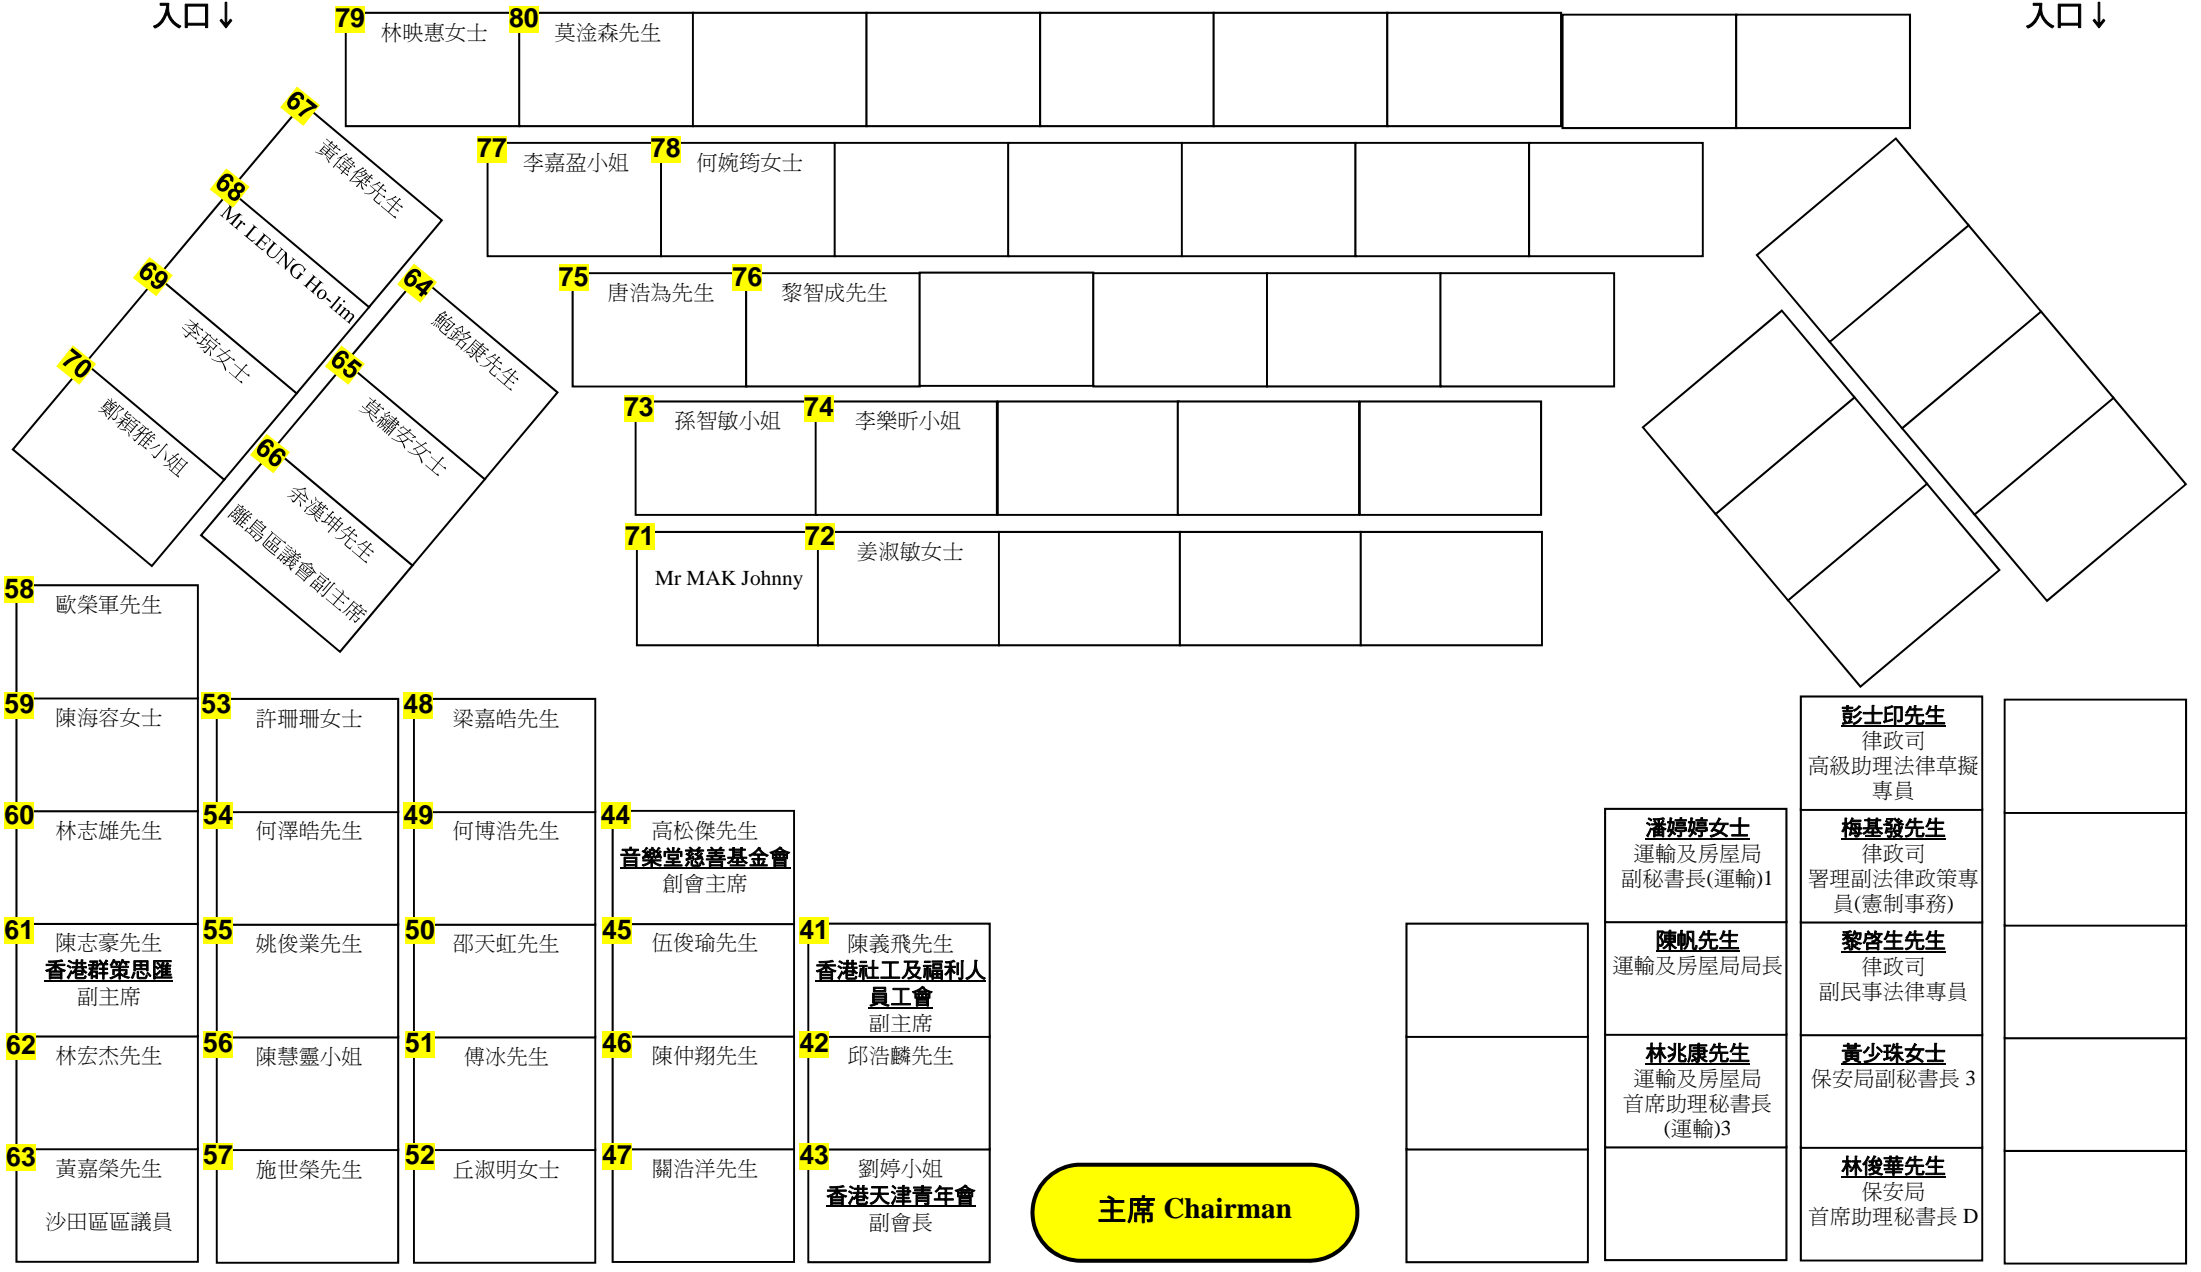 入口↓
入口↓
79
林映惠女士
80
莫淦森先生
77
李嘉盈小姐
78
何婉筠女士
75
唐浩為先生
76
黎智成先生
73
孫智敏小姐
74
李樂昕小姐
71
Mr MAK Johnny
72
姜淑敏女士
67
黃偉傑先生
68
Mr LEUNG Ho-lim
69
李琼女士
70
鄭穎雅小姐
64
鮑銘康先生
65
莫繡安女士
66
余漢坤先生
離島區議會副主席
58
歐榮軍先生
59
陳海容女士
60
林志雄先生
61
陳志豪先生
香港群策思匯
副主席
62
林宏杰先生
63
黃嘉榮先生
沙田區區議員
53
許珊珊女士
54
何澤皓先生
55
姚俊業先生
56
陳慧靈小姐
57
施世榮先生
48
梁嘉皓先生
49
何博浩先生
50
邵天虹先生
51
傅冰先生
52
丘淑明女士
44
高松傑先生
音樂堂慈善基金會
創會主席
45
伍俊瑜先生
46
陳仲翔先生
47
關浩洋先生
41
陳義飛先生
香港社工及福利人
員工會
副主席
42
邱浩麟先生
43
劉婷小姐
香港天津青年會
副會長
主席 Chairman
潘婷婷女士
運輸及房屋局
副秘書長(運輸)1
陳帆先生
運輸及房屋局局長
林兆康先生
運輸及房屋局
首席助理秘書長
(運輸)3
彭士印先生
律政司
高級助理法律草擬
專員
梅基發先生
律政司
署理副法律政策專
員(憲制事務)
黎啓生先生
律政司
副民事法律專員
黃少珠女士
保安局副秘書長 3
林俊華先生
保安局
首席助理秘書長 D